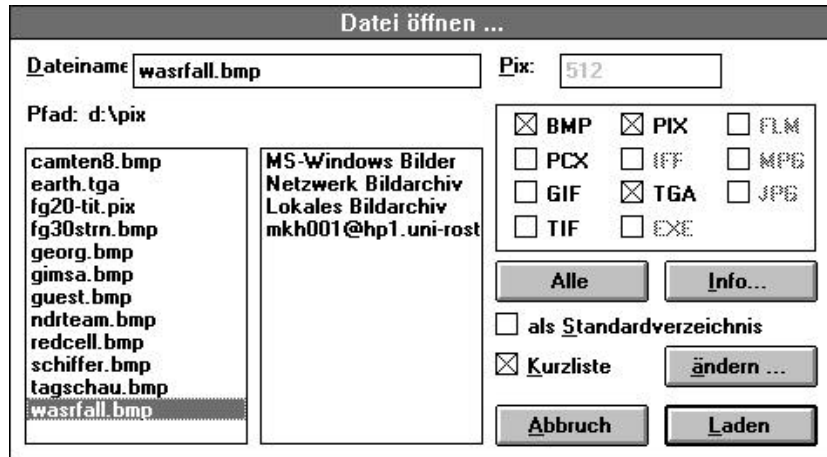 Datei öffnen ...
Dateiname wasrfall.bmp
Pix: 512
Pfad: d:\pix
camten8.bmp
earth.tga
fg20-tit.pix
fg30strn.bmp
georg.bmp
gimsa.bmp
guest.bmp
ndrteam.bmp
redcell.bmp
schiffer.bmp
tagschau.bmp
wasrfall.bmp
MS-Windows Bilder
Netzwerk Bildarchiv
Lokales Bildarchiv
mkh001@hp1.uni-rost
BMP PIX FLM
PCX IFF MPG
GIF TGA JPG
TIF EXE
Alle Info...
als Standardverzeichnis
Kurzliste ändern ...
Abbruch Laden